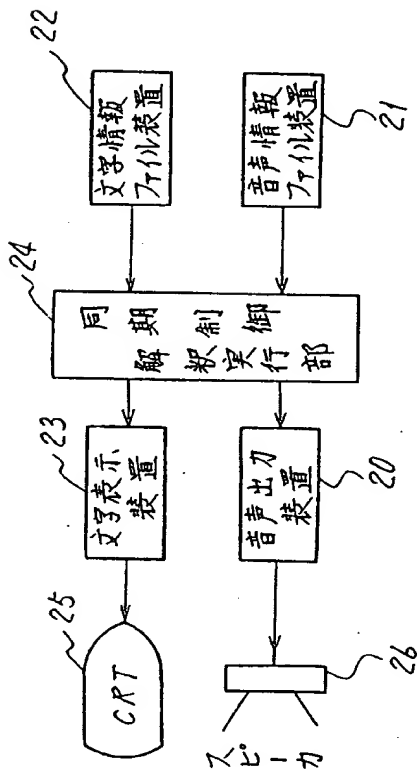 22
文字情報
ファイル装置
音声情報
ファイル装置
21
24
同期制御
解釈実行部
23
文字表示
装置
音声出力
装置
20
25
CRT
26
スピーカ